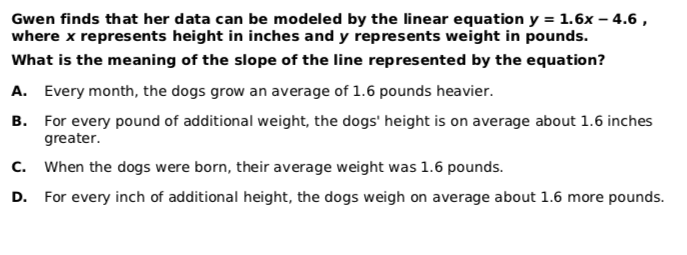 Gwen finds that her data can be modeled by the linear equation y = 1.6x − 4.6 ,
where x represents height in inches and y represents weight in pounds.
What is the meaning of the slope of the line represented by the equation?
A. Every month, the dogs grow an average of 1.6 pounds heavier.
B. For every pound of additional weight, the dogs' height is on average about 1.6 inches
greater.
C. When the dogs were born, their average weight was 1.6 pounds.
D. For every inch of additional height, the dogs weigh on average about 1.6 more pounds.